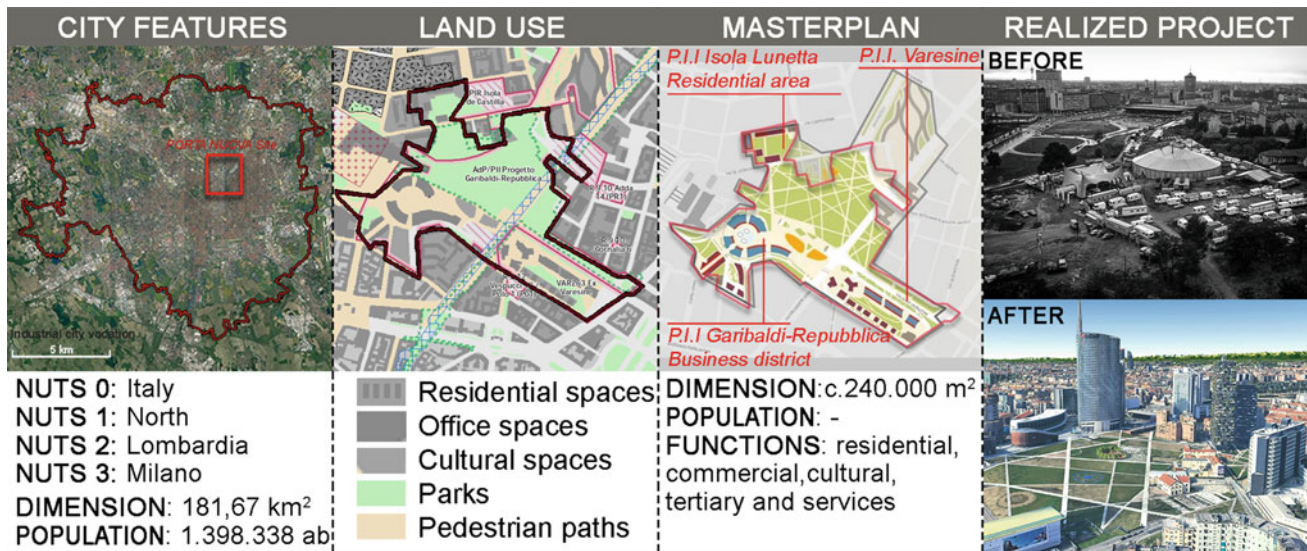 CITY FEATURES
PORTA NUOVA Site
Industrial city vocation
5 km
NUTS 0: Italy
NUTS 1: North
NUTS 2: Lombardia
NUTS 3: Milano
DIMENSION: 181,67 km²
POPULATION: 1.398.338 ab
LAND USE
PIR Isola
de Castilla
AdP/PII Progetto
Garibaldi-Repubblica
Varesine
Residential spaces
Office spaces
Cultural spaces
Parks
Pedestrian paths
MASTERPLAN
P.I.I Isola Lunetta
Residential area
P.I.I. Varesine
P.I.I Garibaldi-Repubblica
Business district
DIMENSION:c.240.000 m²
POPULATION: -
FUNCTIONS: residential,
commercial,cultural,
tertiary and services
REALIZED PROJECT
BEFORE
AFTER